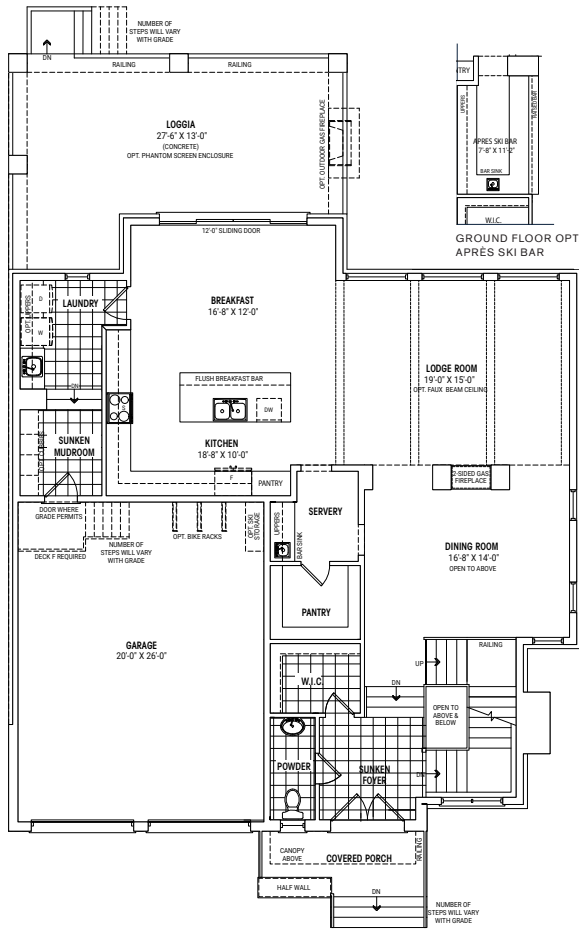 NUMBER OF
STEPS WILL VARY
WITH GRADE
DN
RAILING
RAILING
LOGGIA
27'-6" X 13'-0"
(CONCRETE)
OPT. PHANTOM SCREEN ENCLOSURE
OPT. OUTDOOR GAS FIREPLACE
12'-0" SLIDING DOOR
TRY
UPPERS
RAISED BAR
APRES SKI BAR
7'-8" X 11'-2"
BAR SINK
W.I.C.
GROUND FLOOR OPT
APRÈS SKI BAR
LAUNDRY
OPT. UPPERS
D
W
DN
BREAKFAST
16'-8" X 12'-0"
FLUSH BREAKFAST BAR
DW
S
KITCHEN
18'-8" X 10'-0"
F
PANTRY
LODGE ROOM
19'-0" X 15'-0"
OPT. FAUX BEAM CEILING
2-SIDED GAS
FIREPLACE
SUNKEN
MUDROOM
DOOR WHERE
GRADE PERMITS
DECK F REQUIRED
NUMBER OF
STEPS WILL VARY
WITH GRADE
OPT. BIKE RACKS
OPT. SKI
STORAGE
UPPERS
BAR SINK
SERVERY
PANTRY
DINING ROOM
16'-8" X 14'-0"
OPEN TO ABOVE
GARAGE
20'-0" X 26'-0"
RAILING
UP
W.I.C.
DN
OPEN TO
ABOVE &
BELOW
POWDER
SUNKEN
FOYER
DN
CANOPY
ABOVE
COVERED PORCH
RAILING
HALF WALL
DN
NUMBER OF
STEPS WILL VARY
WITH GRADE